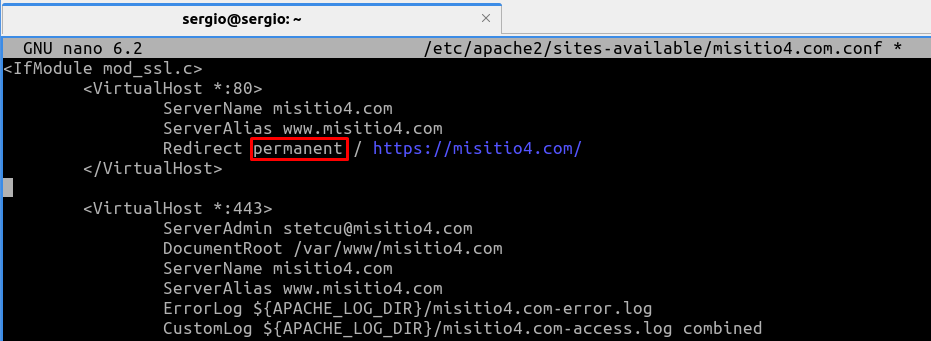 sergio@sergio: ~ ×
GNU nano 6.2 /etc/apache2/sites-available/misitio4.com.conf *
<IfModule mod_ssl.c>
<VirtualHost *:80>
ServerName misitio4.com
ServerAlias www.misitio4.com
Redirect permanent / https://misitio4.com/
</VirtualHost>
<VirtualHost *:443>
ServerAdmin stetcu@misitio4.com
DocumentRoot /var/www/misitio4.com
ServerName misitio4.com
ServerAlias www.misitio4.com
ErrorLog ${APACHE_LOG_DIR}/misitio4.com-error.log
CustomLog ${APACHE_LOG_DIR}/misitio4.com-access.log combined